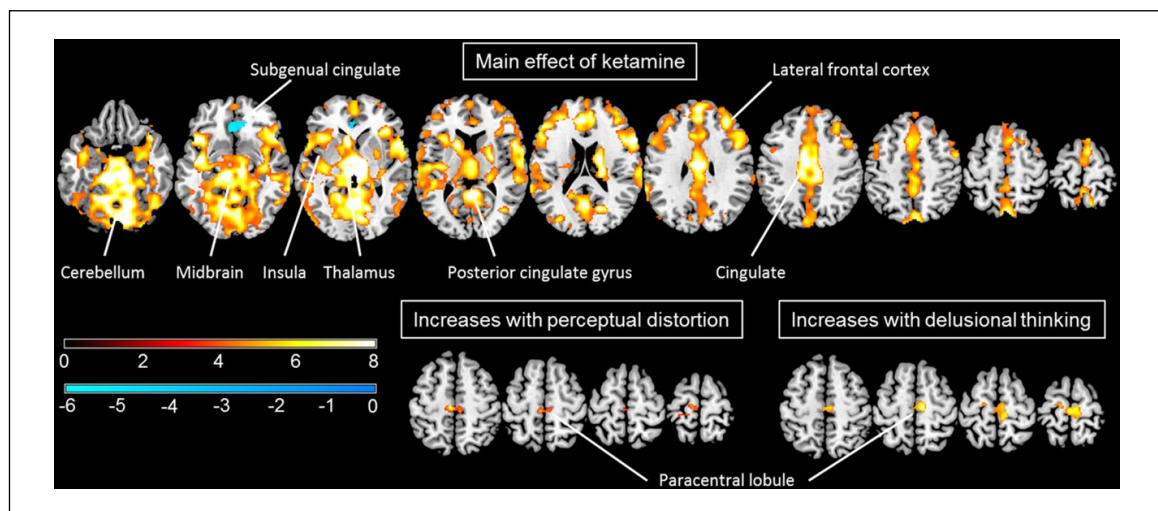 Main effect of ketamine
Subgenual cingulate
Lateral frontal cortex
Cerebellum
Midbrain
Insula
Thalamus
Posterior cingulate gyrus
Cingulate
Increases with perceptual distortion
Increases with delusional thinking
0 2 4 6 8
-6 -5 -4 -3 -2 -1 0
Paracentral lobule